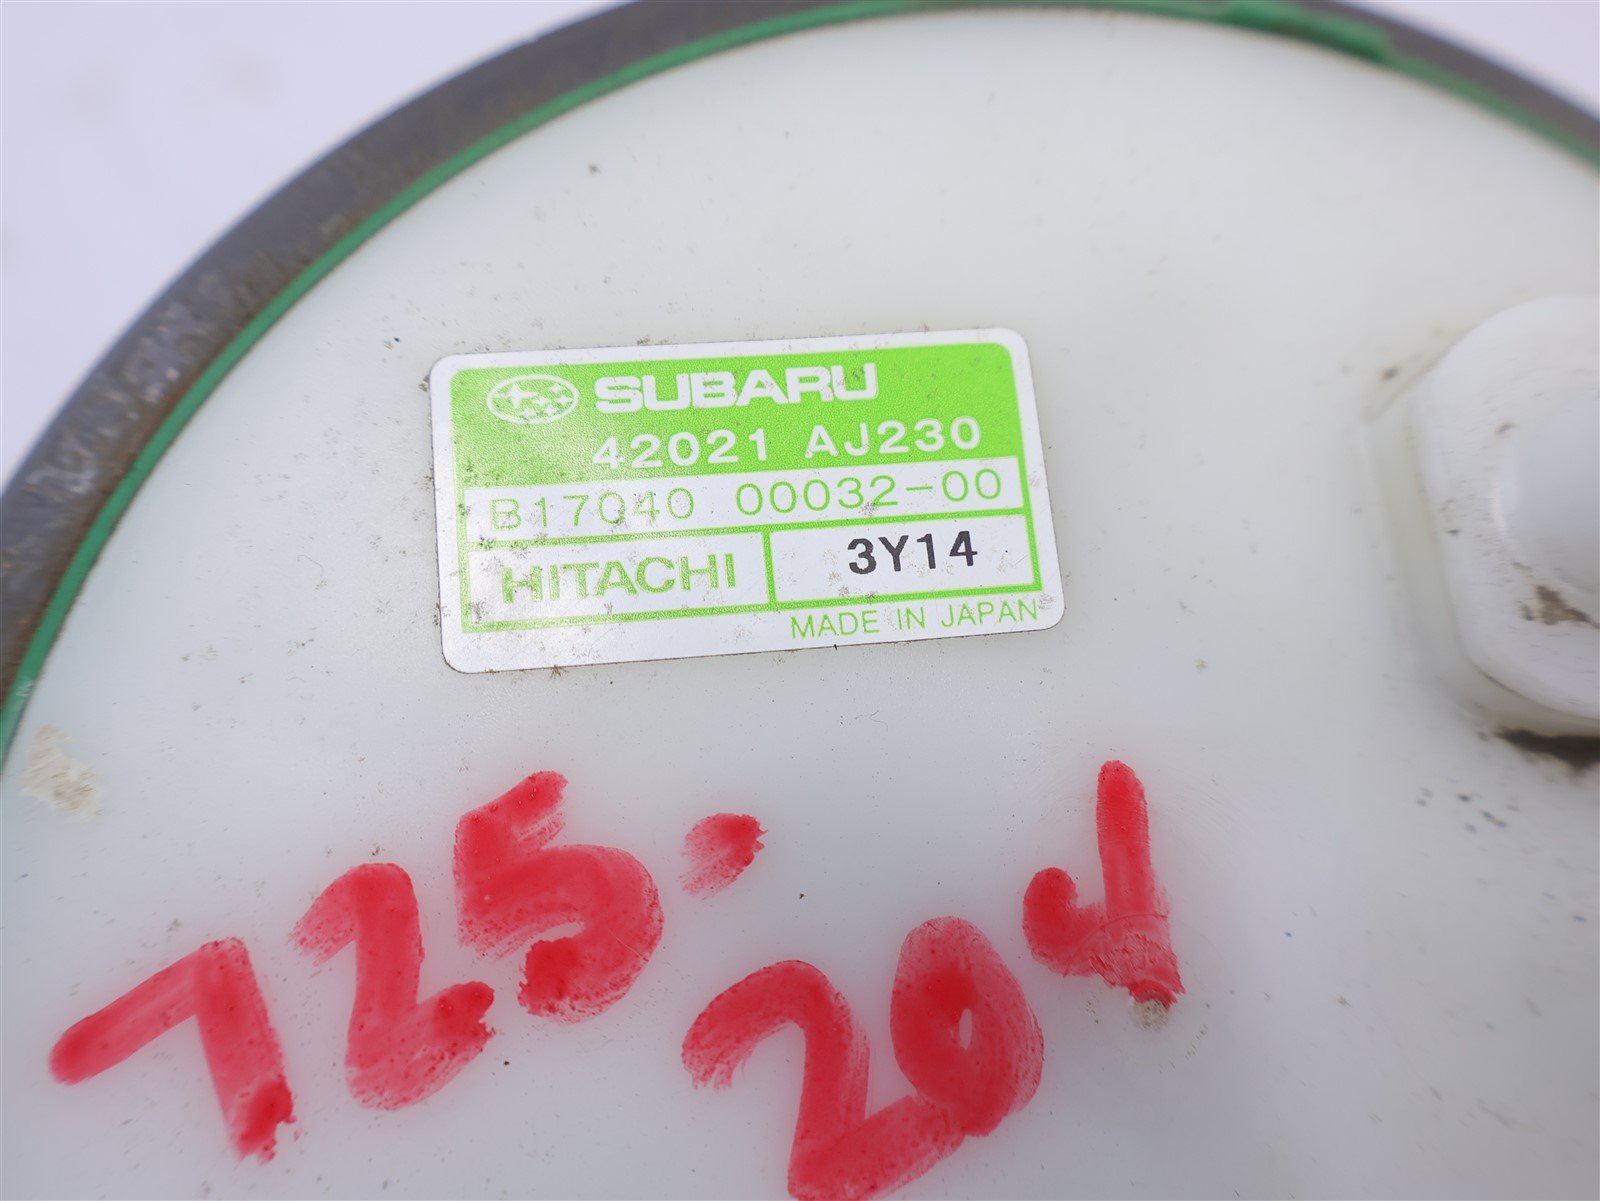 SUBARU
42021 AJ230
B17040 00032-00
HITACHI 3Y14
MADE IN JAPAN
725.
204